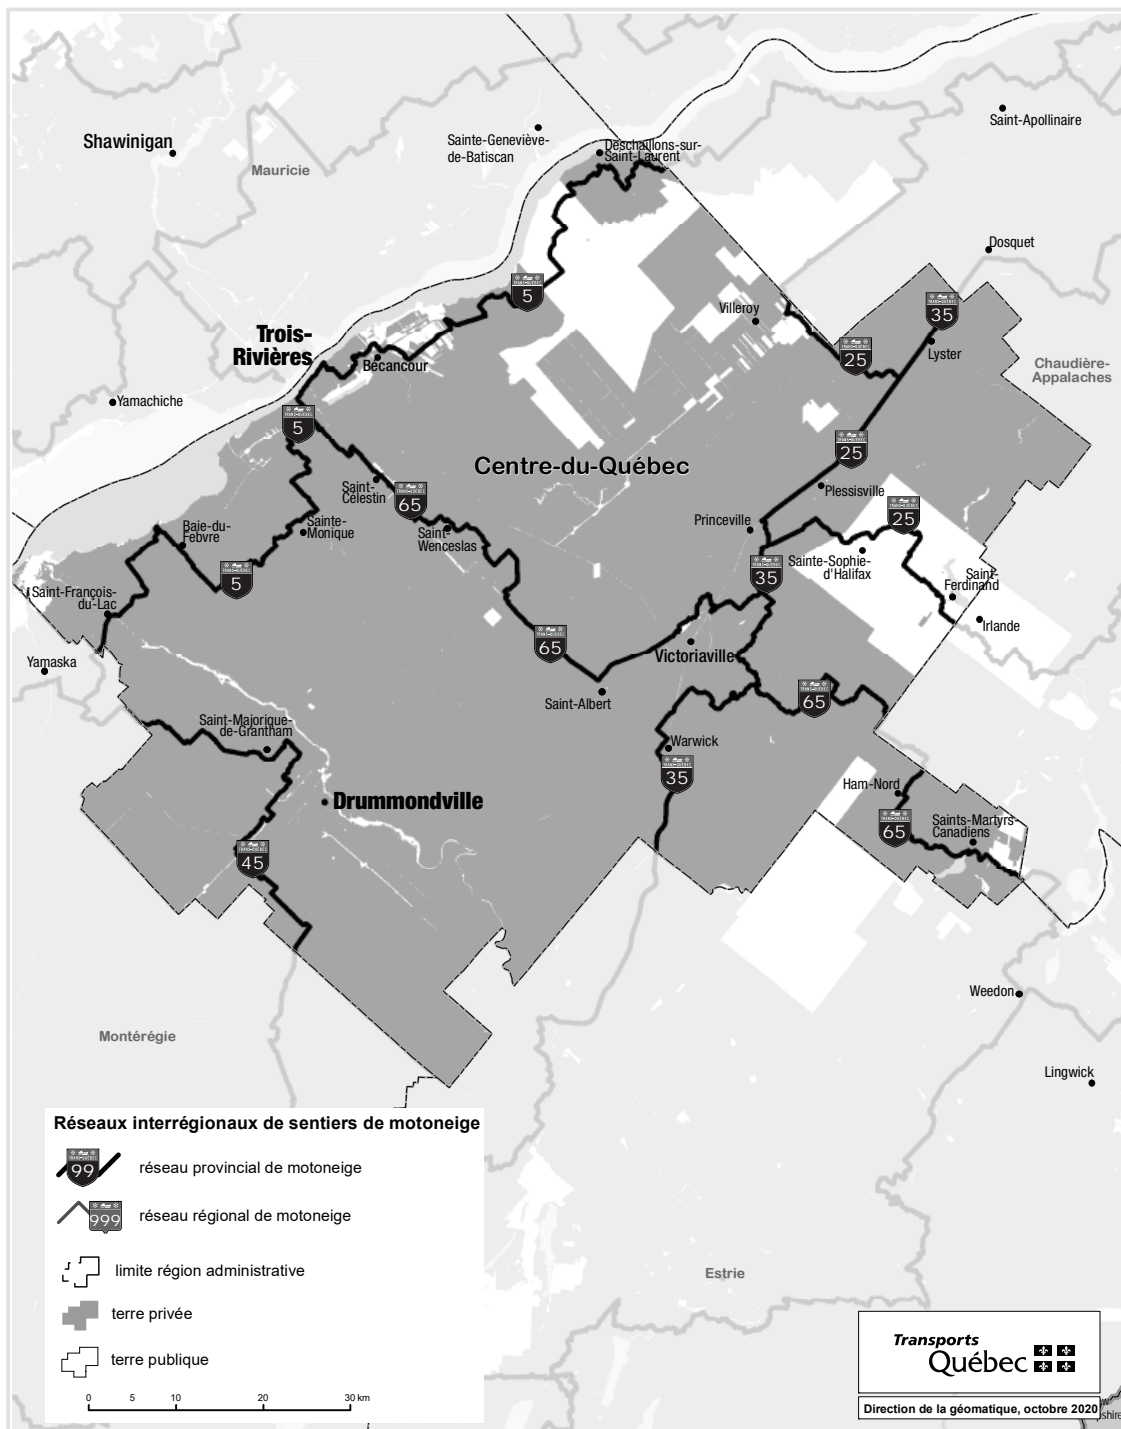 Saint-Apollinaire
Shawinigan
Sainte-Geneviève-
de-Batiscan
Deschaillons-sur-
Saint-Laurent
Mauricie
Dosquet
5
Villeroy
35
Trois-
Rivières
Lyster
25
Bécancour
Chaudière-
Appalaches
Yamachiche
5
25
Centre-du-Québec
Saint-
Célestin
65
Plessisville
25
Baie-du-
Febvre
Sainte-
Monique
Saint-
Wenceslas
Princeville
Sainte-Sophie-
d'Halifax
5
35
Saint-
Ferdinand
Saint-François-
du-Lac
Irlande
65
Victoriaville
Yamaska
Saint-Albert
65
Saint-Majorique-
de-Grantham
Warwick
35
Ham-Nord
Drummondville
65
Saints-Martyrs-
Canadiens
45
Weedon
Montérégie
Lingwick
Estrie
Réseaux interrégionaux de sentiers de motoneige
TRANS-QUÉBEC
99
réseau provincial de motoneige
999
réseau régional de motoneige
limite région administrative
terre privée
terre publique
0 5 10 20 30 km
Transports
Québec
Direction de la géomatique, octobre 2020